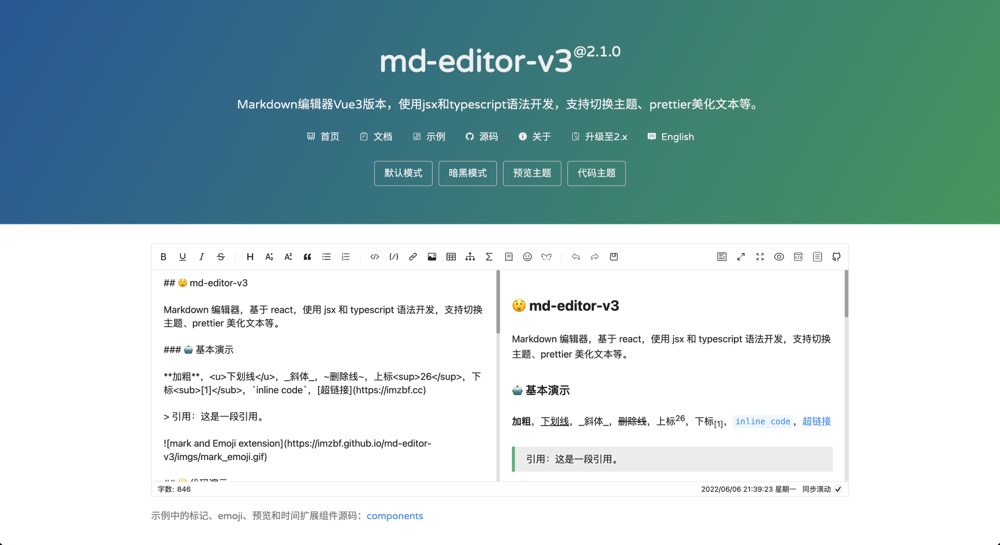 md-editor-v3@2.1.0
Markdown编辑器Vue3版本，使用jsx和typescript语法开发，支持切换主题、prettier美化文本等。
首页 文档 示例 源码 关于 升级至2.x English
默认模式 暗黑模式 预览主题 代码主题
## 😲 md-editor-v3
Markdown 编辑器，基于 react，使用 jsx 和 typescript 语法开发，支持切换
主题、prettier 美化文本等。
### 🤖 基本演示
**加粗**，<u>下划线</u>，_斜体_，~删除线~，上标<sup>26</sup>，下
标<sub>[1]</sub>，`inline code`，[超链接](https://imzbf.cc)
> 引用：这是一段引用。
![mark and Emoji extension](https://imzbf.github.io/md-editor-
v3/imgs/mark_emoji.gif)
😲 md-editor-v3
Markdown 编辑器，基于 react，使用 jsx 和 typescript 语法开发，支持切换
主题、prettier 美化文本等。
🤖 基本演示
加粗，下划线，_斜体_，删除线，上标26，下标[1]，inline code，超链接
引用：这是一段引用。
字数: 846
2022/06/06 21:39:23 星期一 同步滚动
示例中的标记、emoji、预览和时间扩展组件源码：components